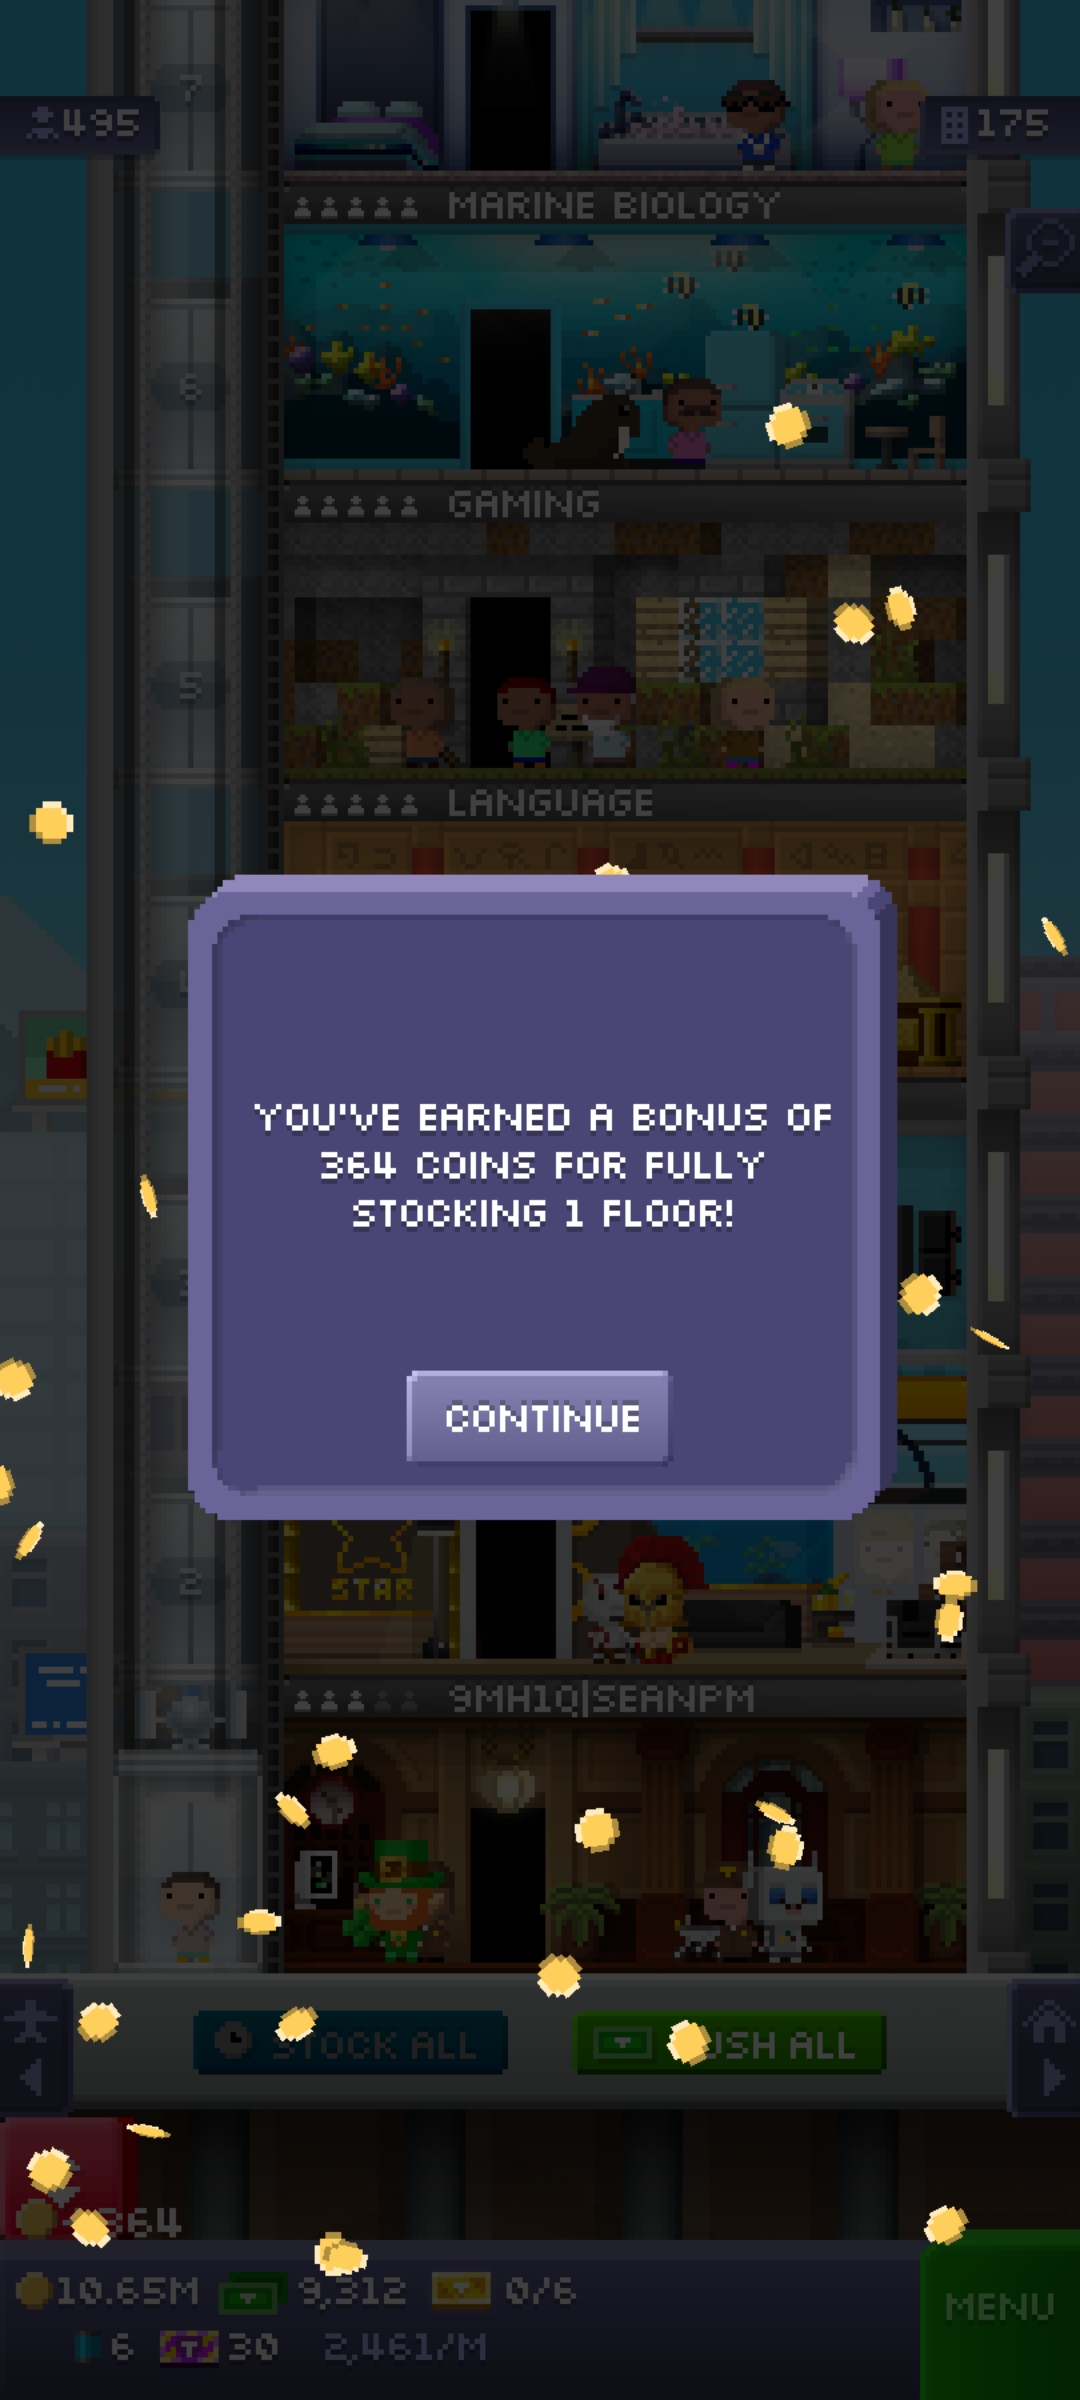 7
495
175
MARINE BIOLOGY
6
GAMING
5
LANGUAGE
YOU'VE EARNED A BONUS OF
364 COINS FOR FULLY
STOCKING 1 FLOOR!
CONTINUE
2
STAR
9MH1Q|SEANPM
STOCK ALL
ALL
364
10.65M 9,312 0/6
MENU
6 30 2,461/M